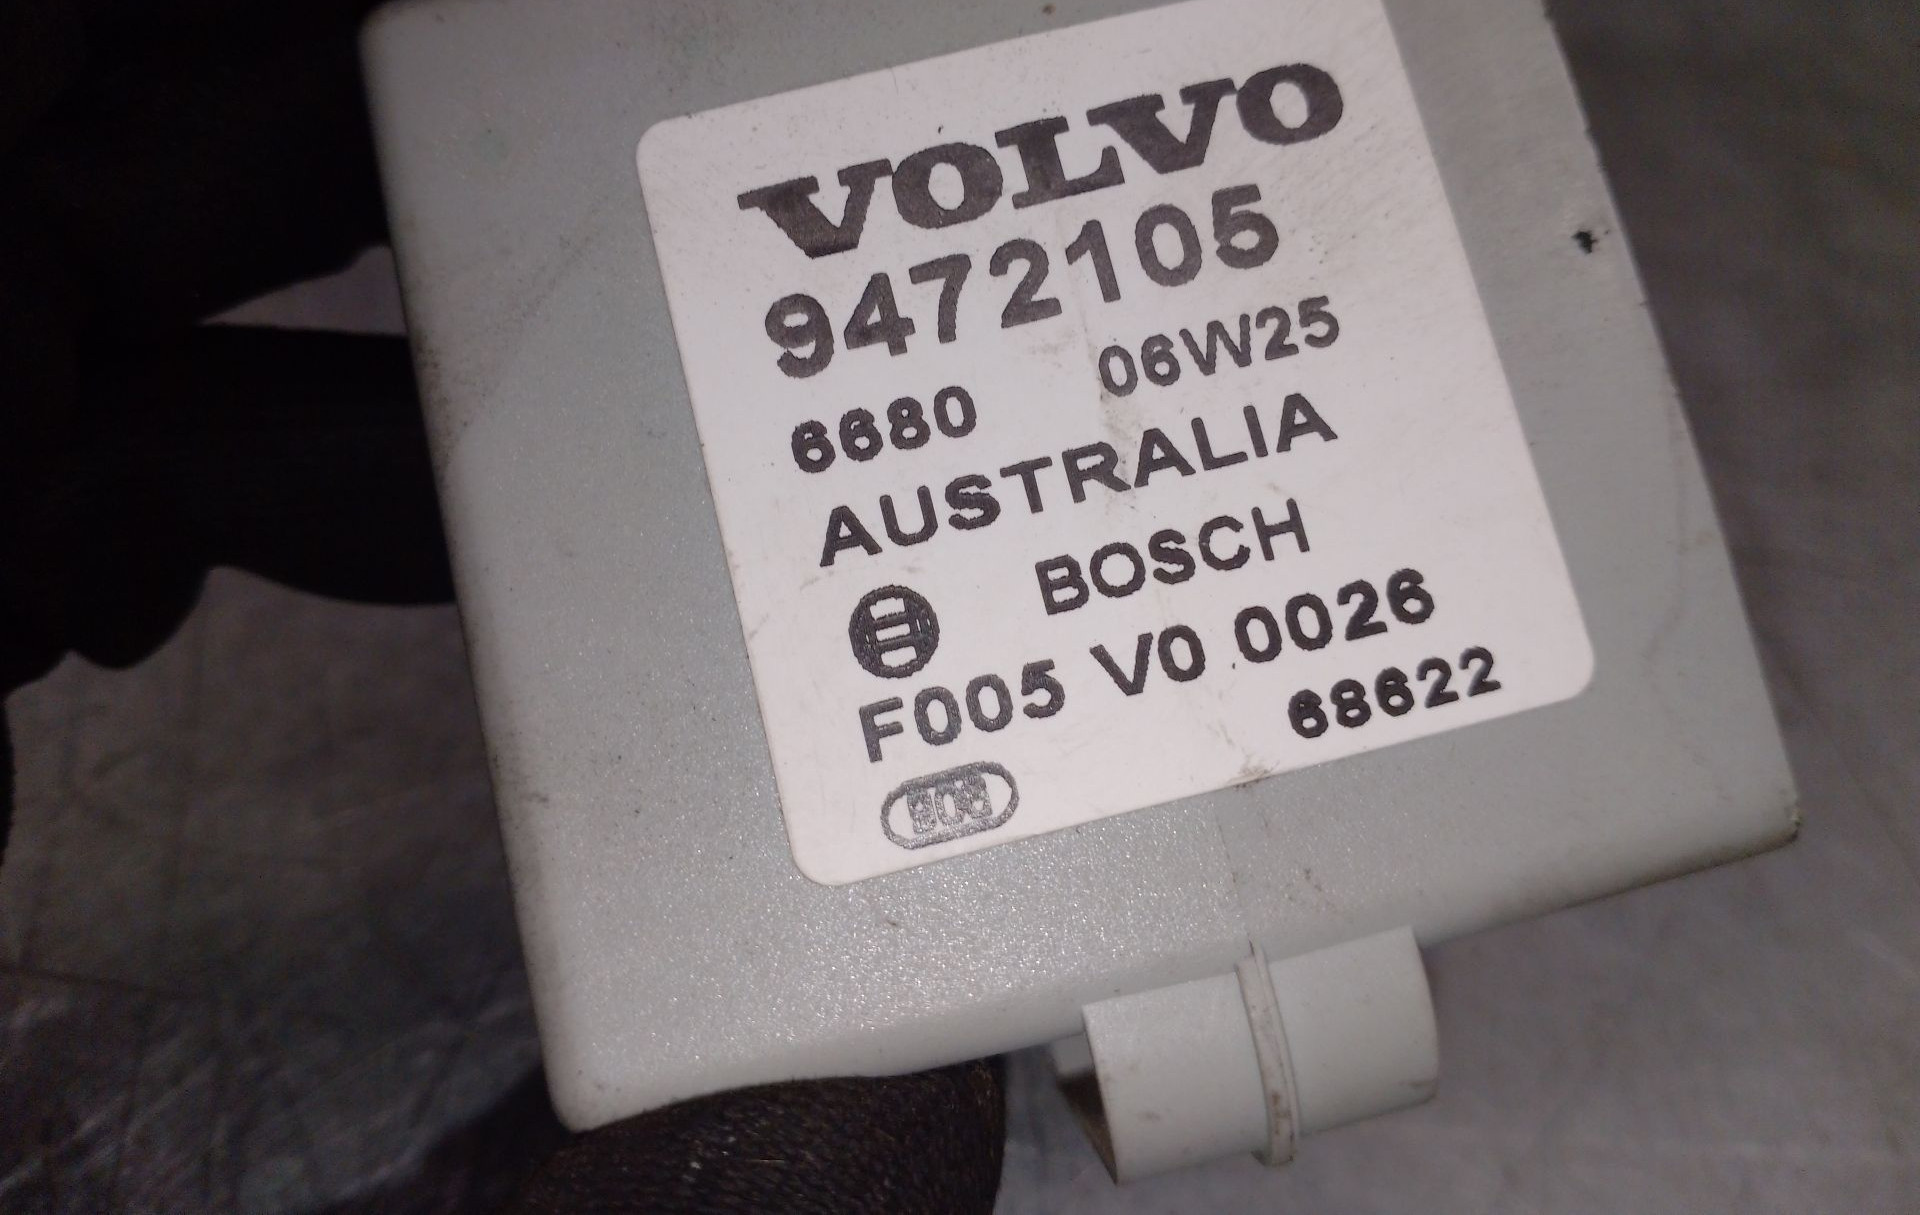 VOLVO
9472105
6680 06W25
AUSTRALIA
BOSCH
F005 V0 0026
68622